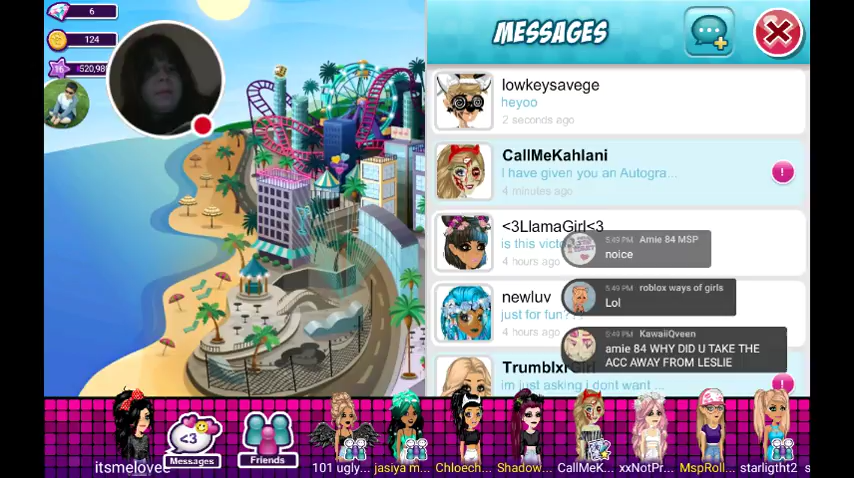 6
124
16
520,98
MESSAGES
lowkeysavege
heyoo
2 seconds ago
CallMeKahlani
I have given you an Autogra...
4 minutes ago
<3LlamaGirl<3
is this
4 hours ago
5:49 PM Amie 84 MSP
noice
newluv
just for fun?
4 hours ago
5:49 PM roblox ways of girls
Lol
5:49 PM KawaiiQveen
amie 84 WHY DID U TAKE THE
ACC AWAY FROM LESLIE
im just asking i dont want ...
<3
Messages
Friends
itsmelovee
101 ugly...
jasiya m...
Chloech...
Shadow...
CallMeK...
xxNotPr...
MspRoll...
starligtht2
s